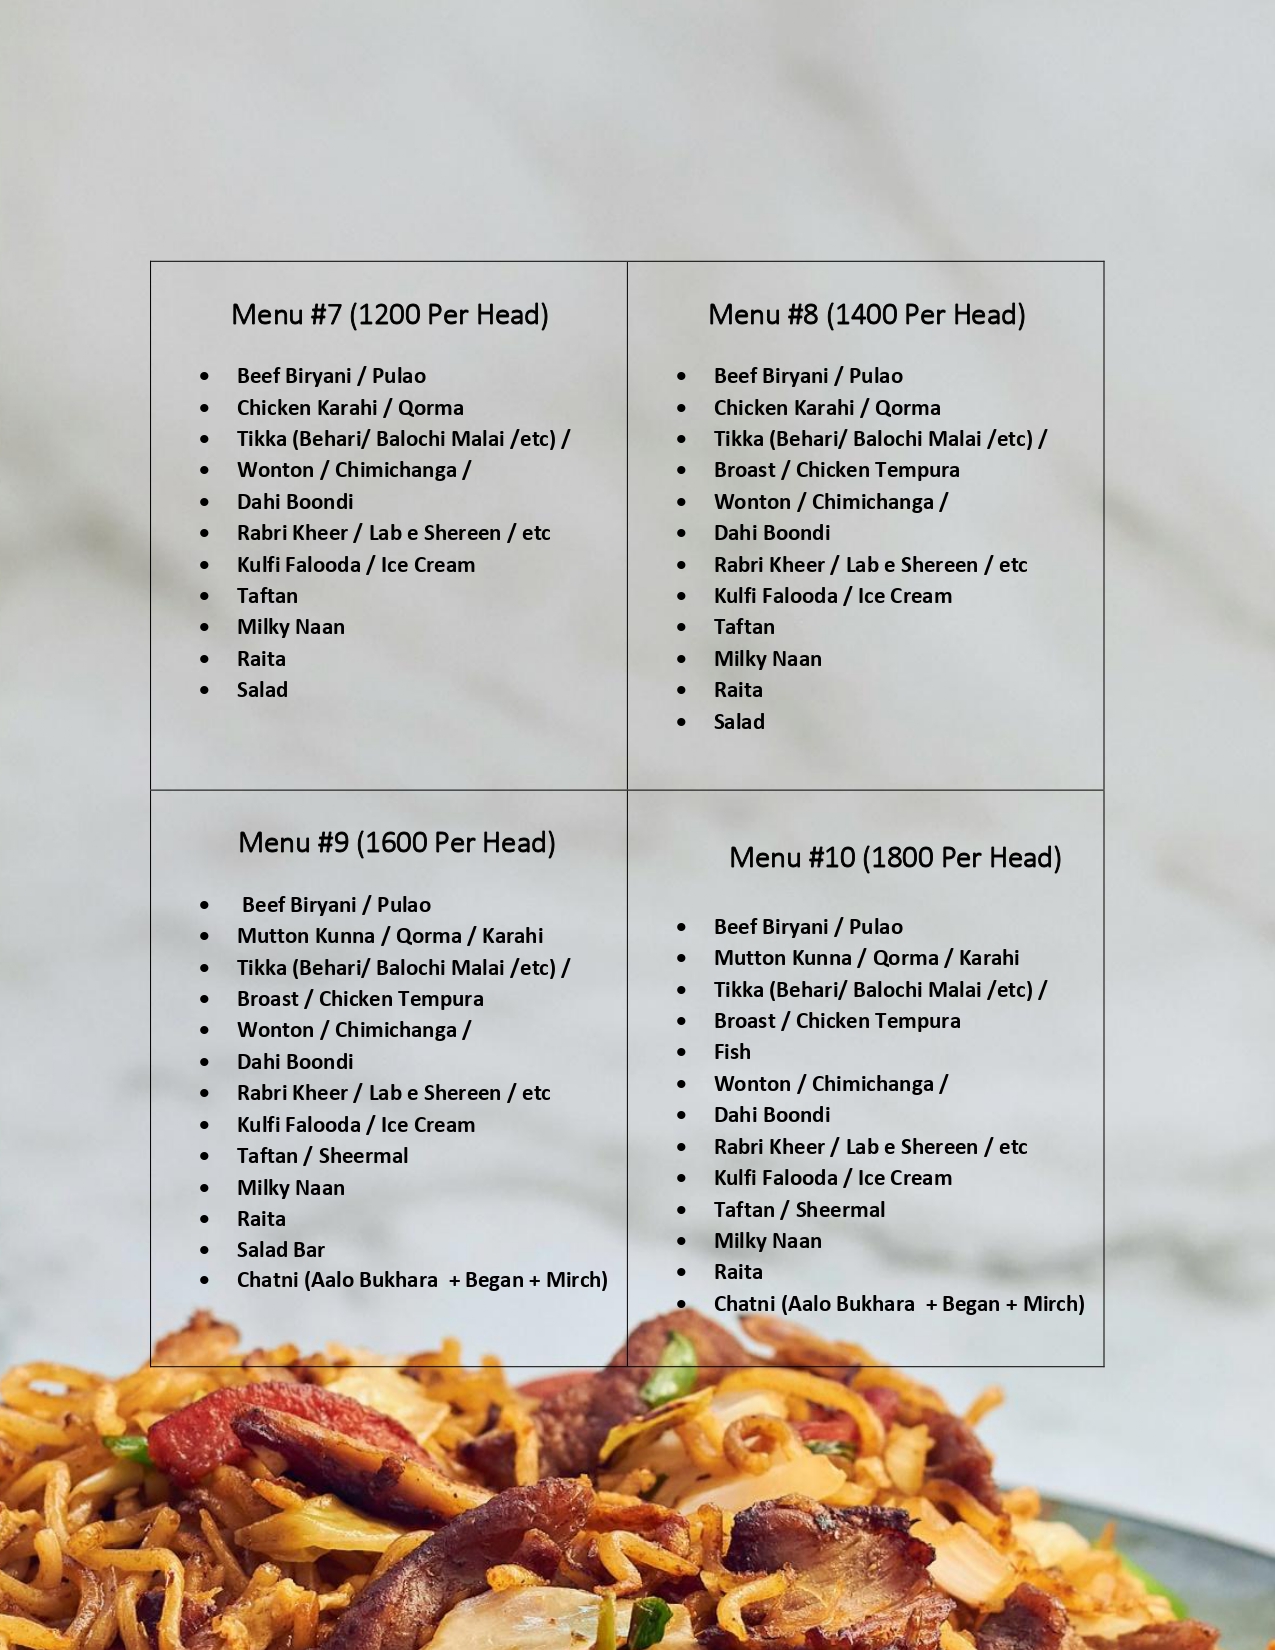 Menu #7 (1200 Per Head)
• Beef Biryani / Pulao
• Chicken Karahi / Qorma
• Tikka (Behari/ Balochi Malai /etc) /
• Wonton / Chimichanga /
• Dahi Boondi
• Rabri Kheer / Lab e Shereen / etc
• Kulfi Falooda / Ice Cream
• Taftan
• Milky Naan
• Raita
• Salad
Menu #8 (1400 Per Head)
• Beef Biryani / Pulao
• Chicken Karahi / Qorma
• Tikka (Behari/ Balochi Malai /etc) /
• Broast / Chicken Tempura
• Wonton / Chimichanga /
• Dahi Boondi
• Rabri Kheer / Lab e Shereen / etc
• Kulfi Falooda / Ice Cream
• Taftan
• Milky Naan
• Raita
• Salad
Menu #9 (1600 Per Head)
• Beef Biryani / Pulao
• Mutton Kunna / Qorma / Karahi
• Tikka (Behari/ Balochi Malai /etc) /
• Broast / Chicken Tempura
• Wonton / Chimichanga /
• Dahi Boondi
• Rabri Kheer / Lab e Shereen / etc
• Kulfi Falooda / Ice Cream
• Taftan / Sheermal
• Milky Naan
• Raita
• Salad Bar
• Chatni (Aalo Bukhara  + Began + Mirch)
Menu #10 (1800 Per Head)
• Beef Biryani / Pulao
• Mutton Kunna / Qorma / Karahi
• Tikka (Behari/ Balochi Malai /etc) /
• Broast / Chicken Tempura
• Fish
• Wonton / Chimichanga /
• Dahi Boondi
• Rabri Kheer / Lab e Shereen / etc
• Kulfi Falooda / Ice Cream
• Taftan / Sheermal
• Milky Naan
• Raita
• Chatni (Aalo Bukhara  + Began + Mirch)